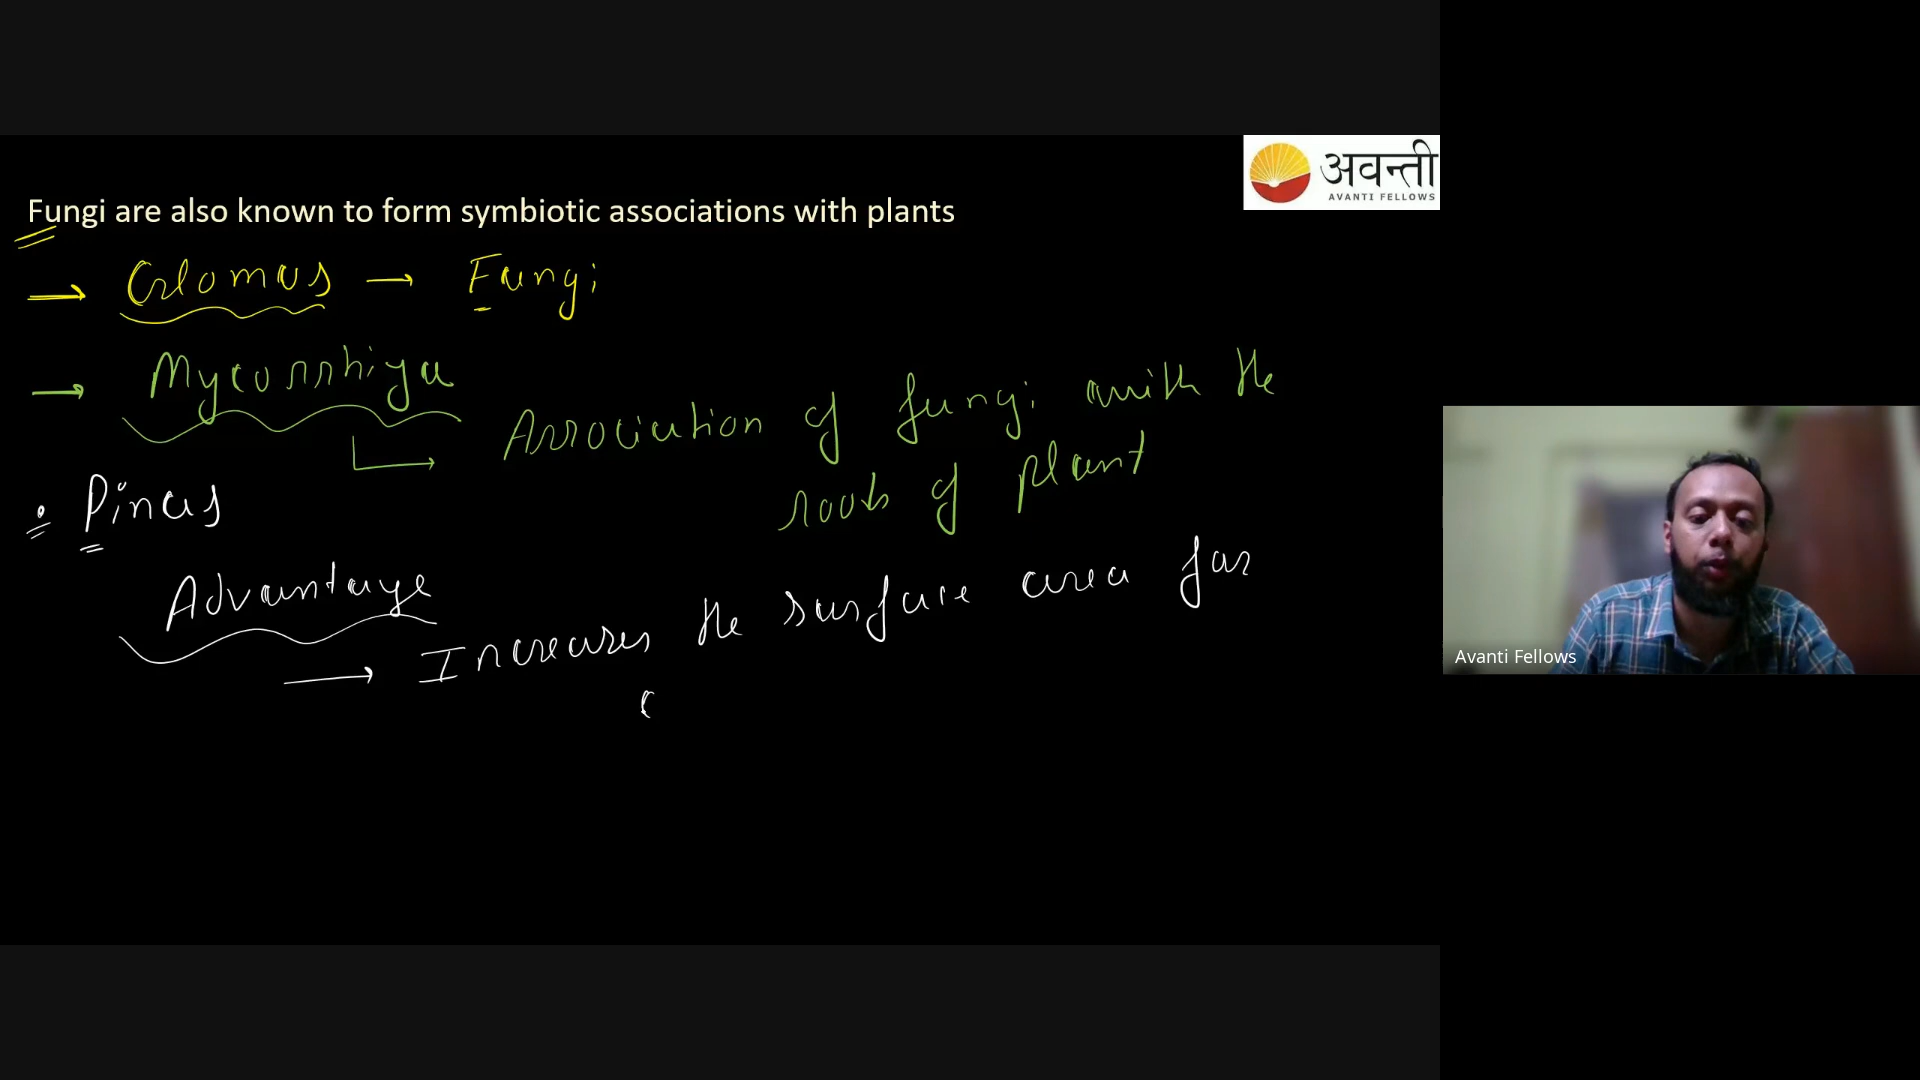 अवन्ती
AVANTI FELLOWS
Fungi are also known to form symbiotic associations with plants
→ Glomus → Fungi
→ Mycorrhiza
Association of fungi with the
roots of plant
: Pinus
Advantage
→ Increases the surface area for
Avanti Fellows